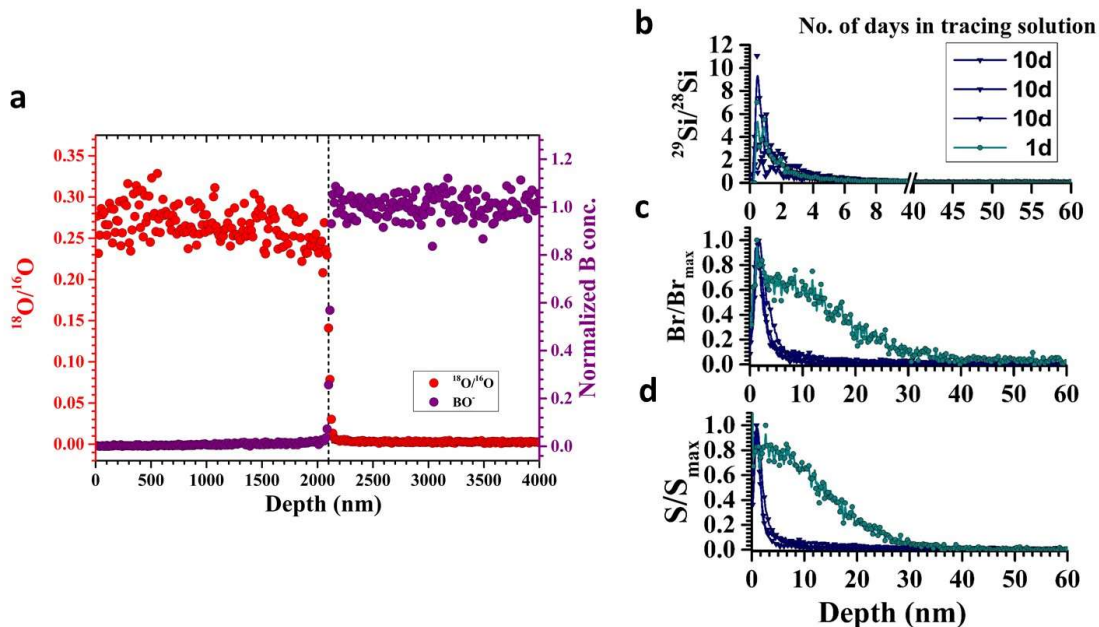 a
0.35
0.30
0.25
0.20
0.15
0.10
0.05
0.00
¹⁸O/¹⁶O
1.2
1.0
0.8
0.6
0.4
0.2
0.0
Normalized B conc.
¹⁸O/¹⁶O
BO⁻
0 500 1000 1500 2000 2500 3000 3500 4000
Depth (nm)
b
No. of days in tracing solution
12
10
8
6
4
2
0
²⁹Si/²⁸Si
10d
10d
10d
1d
0 2 4 6 8 40 45 50 55 60
c
1.0
0.8
0.6
0.4
0.2
0.0
Br/Brₘₐₓ
0 10 20 30 40 50 60
d
1.0
0.8
0.6
0.4
0.2
0.0
S/Sₘₐₓ
0 10 20 30 40 50 60
Depth (nm)